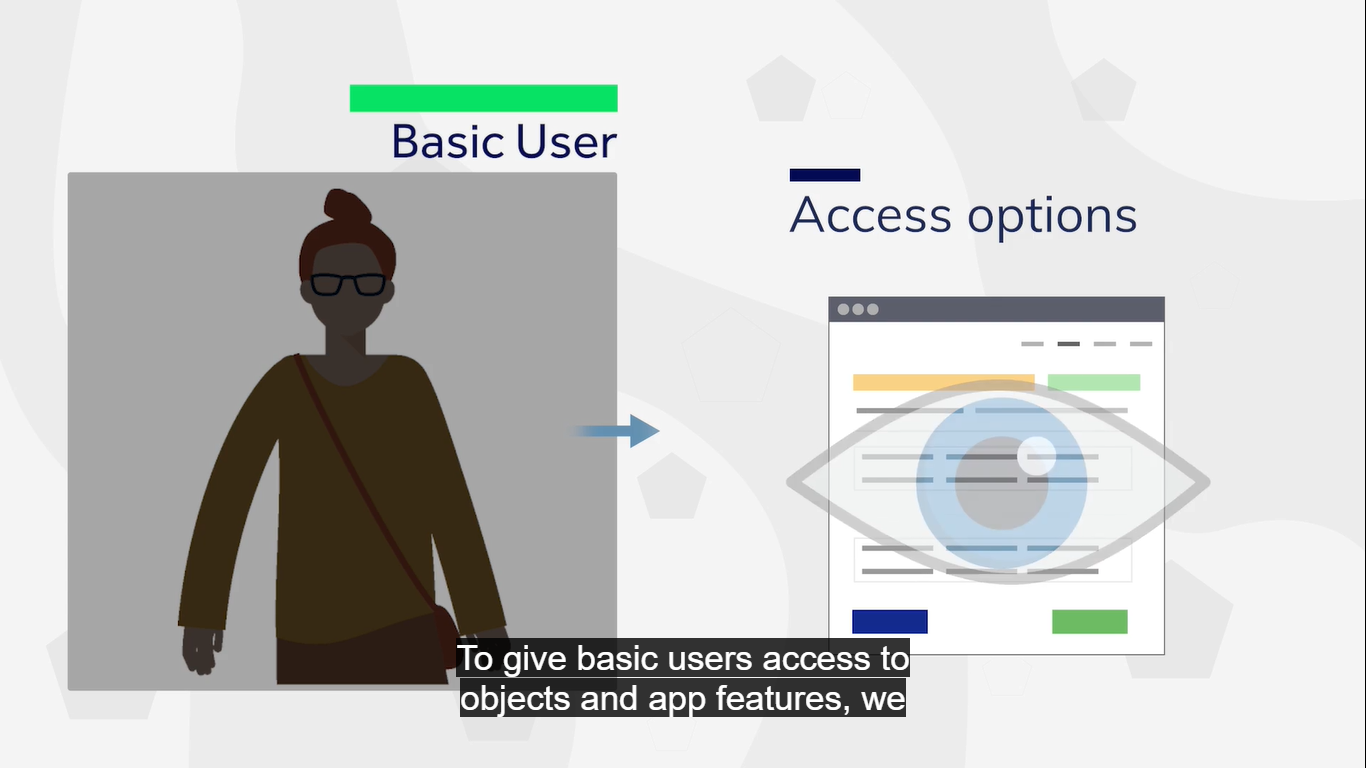 Basic User
Access options
To give basic users access to
objects and app features, we